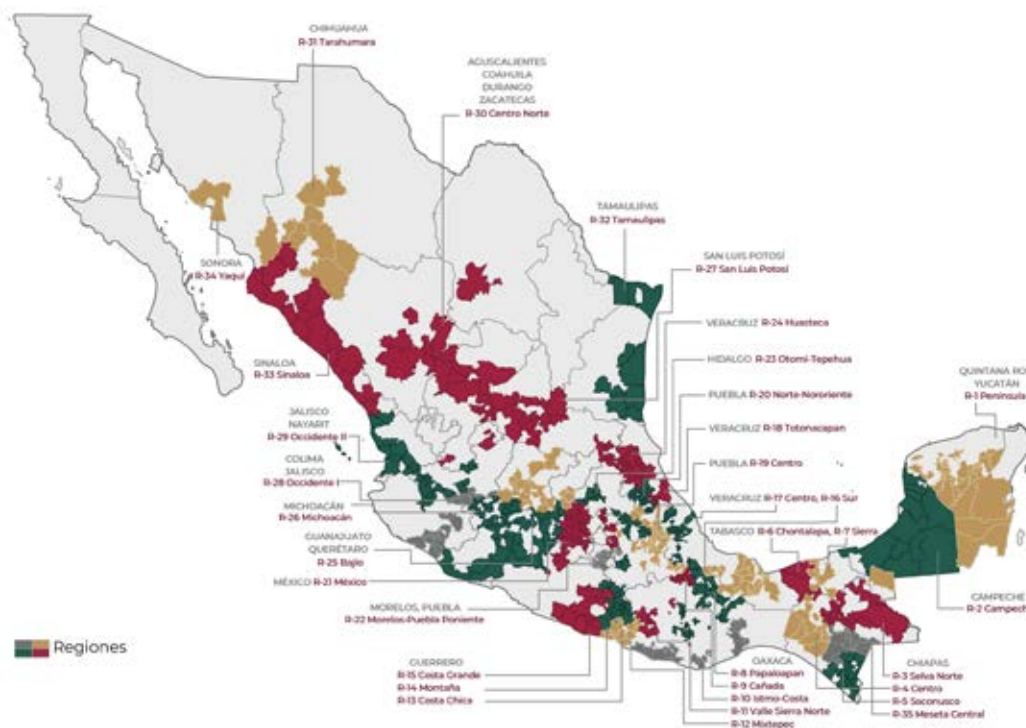 CHIHUAHUA
R-31 Tarahumara
AGUSCALIENTES
COAHUILA
DURANGO
ZACATECAS
R-30 Centro Norte
TAMAULIPAS
R-32 Tamaulipas
SAN LUIS POTOSÍ
R-27 San Luis Potosí
SONORA
R-34 Yaqui
VERACRUZ R-24 Huasteca
HIDALGO R-23 Otomí-Tepehua
SINALOA
R-33 Sinaloa
QUINTANA RO
YUCATÁN
R-1 Península
PUEBLA R-20 Norte-Nororiente
JALISCO
NAYARIT
R-29 Occidente II
VERACRUZ R-18 Totonacapan
COLIMA
JALISCO
R-28 Occidente I
PUEBLA R-19 Centro
MICHOACÁN
R-26 Michoacán
VERACRUZ R-17 Centro, R-16 Sur
GUANAJUATO
QUERÉTARO
R-25 Bajío
TABASCO R-6 Chontalapa, R-7 Sierra
MÉXICO R-21 México
CAMPECHE
R-2 Campech
MORELOS, PUEBLA
R-22 Morelos-Puebla Poniente
Regiones
GUERRERO
R-15 Costa Grande
R-14 Montaña
R-13 Costa Chica
OAXACA
R-8 Papaloapan
R-9 Cañada
R-10 Istmo-Costa
R-11 Valle Sierra Norte
R-12 Mixtepec
CHIAPAS
R-3 Selva Norte
R-4 Centro
R-5 Soconusco
R-35 Meseta Central